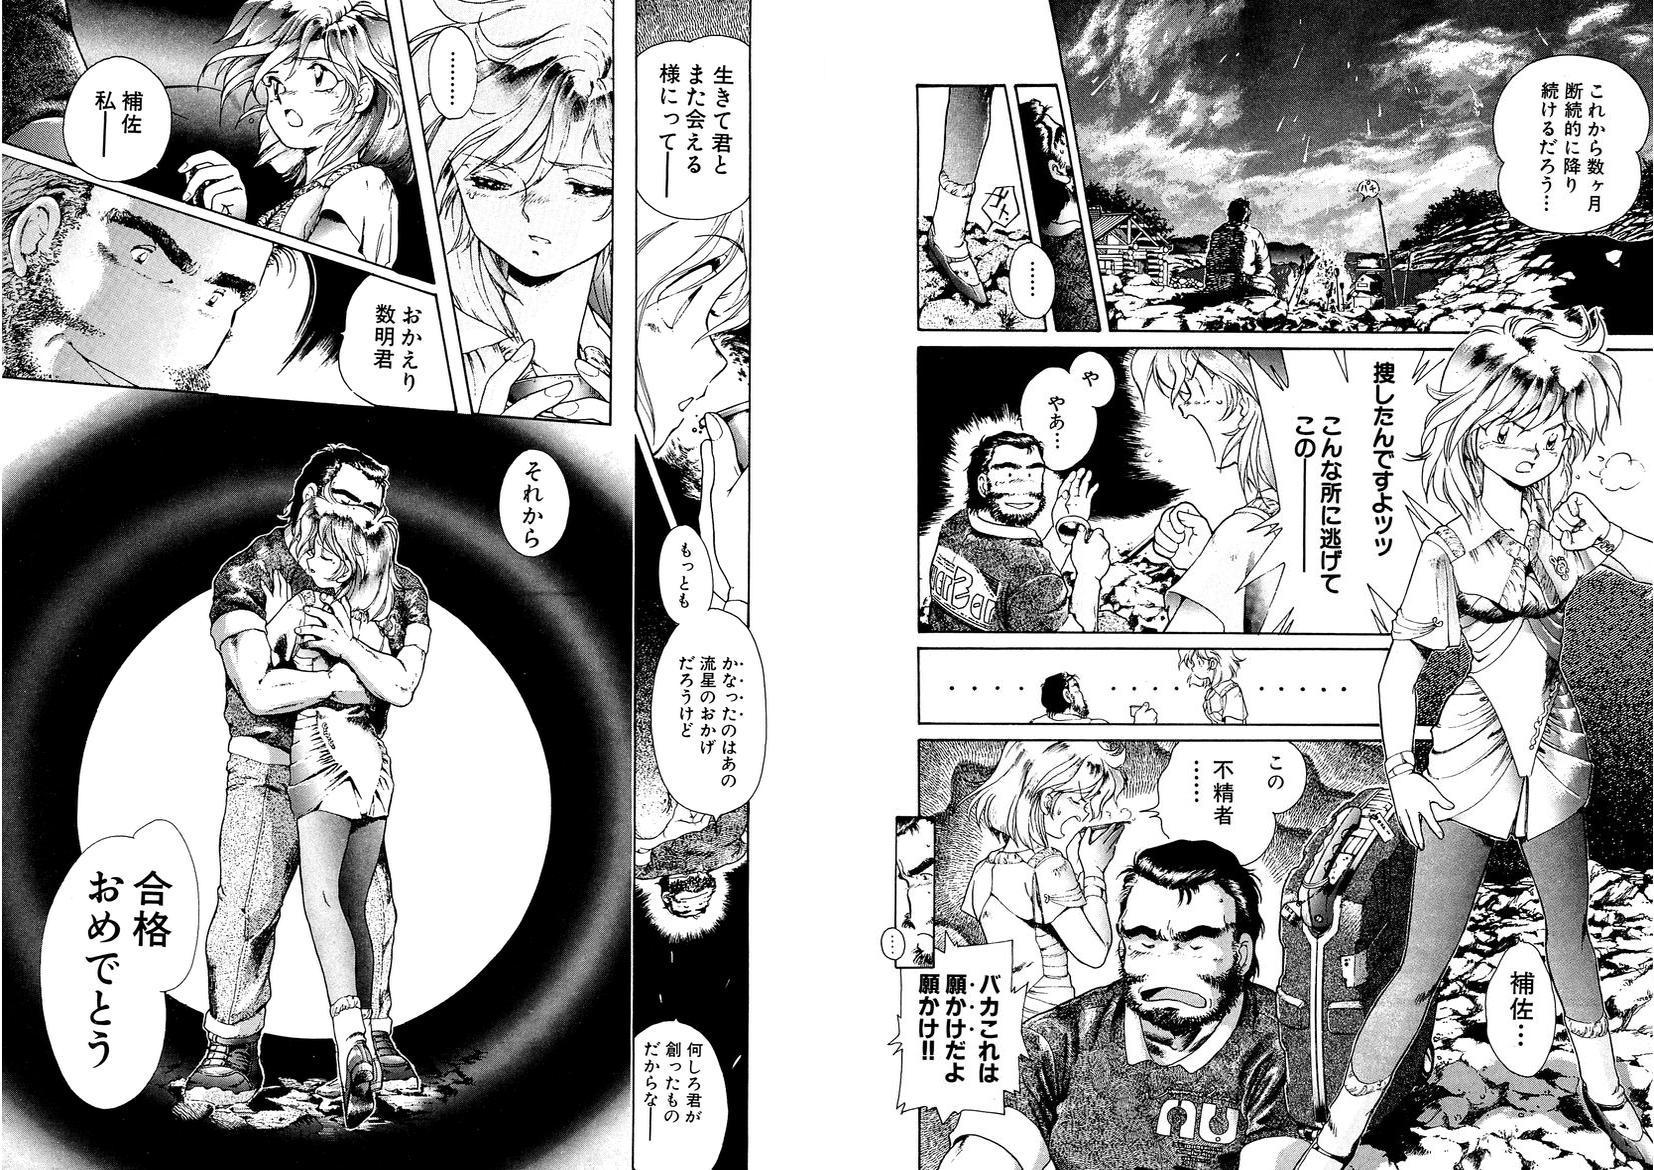 これから数ヶ月
断続的に降り
続けるだろう…
パチ
ゴト
……
捜したんですよッッ
こんな所に逃げて
この――
や
やあ…
補佐…
この
不精者
……
バカこれは
願かけだよ
願かけ!!
…
生きて君と
また会える
様にって――
もっとも
かなったのはあの
流星のおかげ
だろうけど
何しろ君が
創ったもの
だからな――
………
補佐
私――
おかえり
数明君
それから
合格
おめでとう